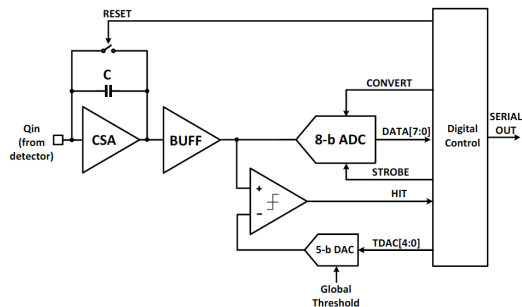 RESET
C
Qin
(from
detector)
CSA
BUFF
CONVERT
8-b ADC
DATA[7:0]
STROBE
+
−
HIT
5-b DAC
TDAC[4:0]
Global
Threshold
Digital
Control
SERIAL
OUT